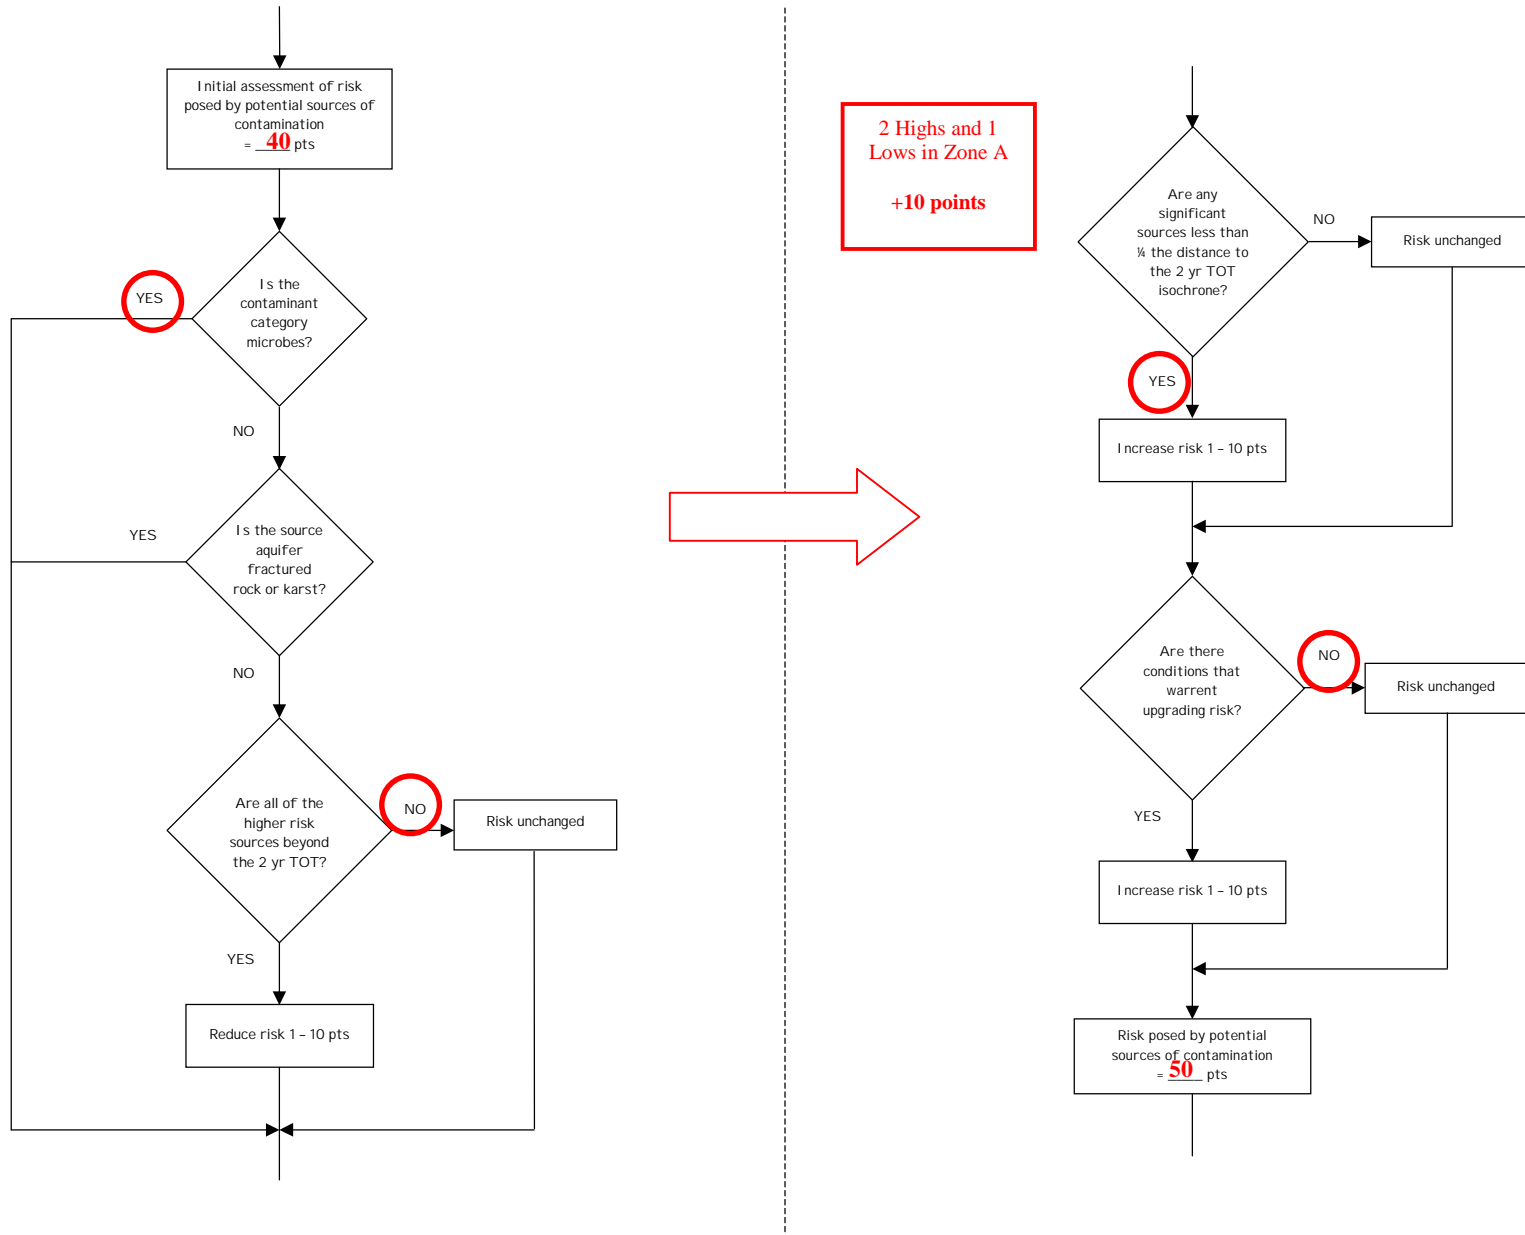 Initial assessment of risk
posed by potential sources of
contamination
= 40 pts
Is the
contaminant
category
microbes?
YES
NO
Is the source
aquifer
fractured
rock or karst?
YES
NO
Are all of the
higher risk
sources beyond
the 2 yr TOT?
NO
Risk unchanged
YES
Reduce risk 1 – 10 pts
2 Highs and 1
Lows in Zone A
+10 points
Are any
significant
sources less than
¼ the distance to
the 2 yr TOT
isochrone?
NO
Risk unchanged
YES
Increase risk 1 – 10 pts
Are there
conditions that
warrent
upgrading risk?
NO
Risk unchanged
YES
Increase risk 1 – 10 pts
Risk posed by potential
sources of contamination
= 50 pts